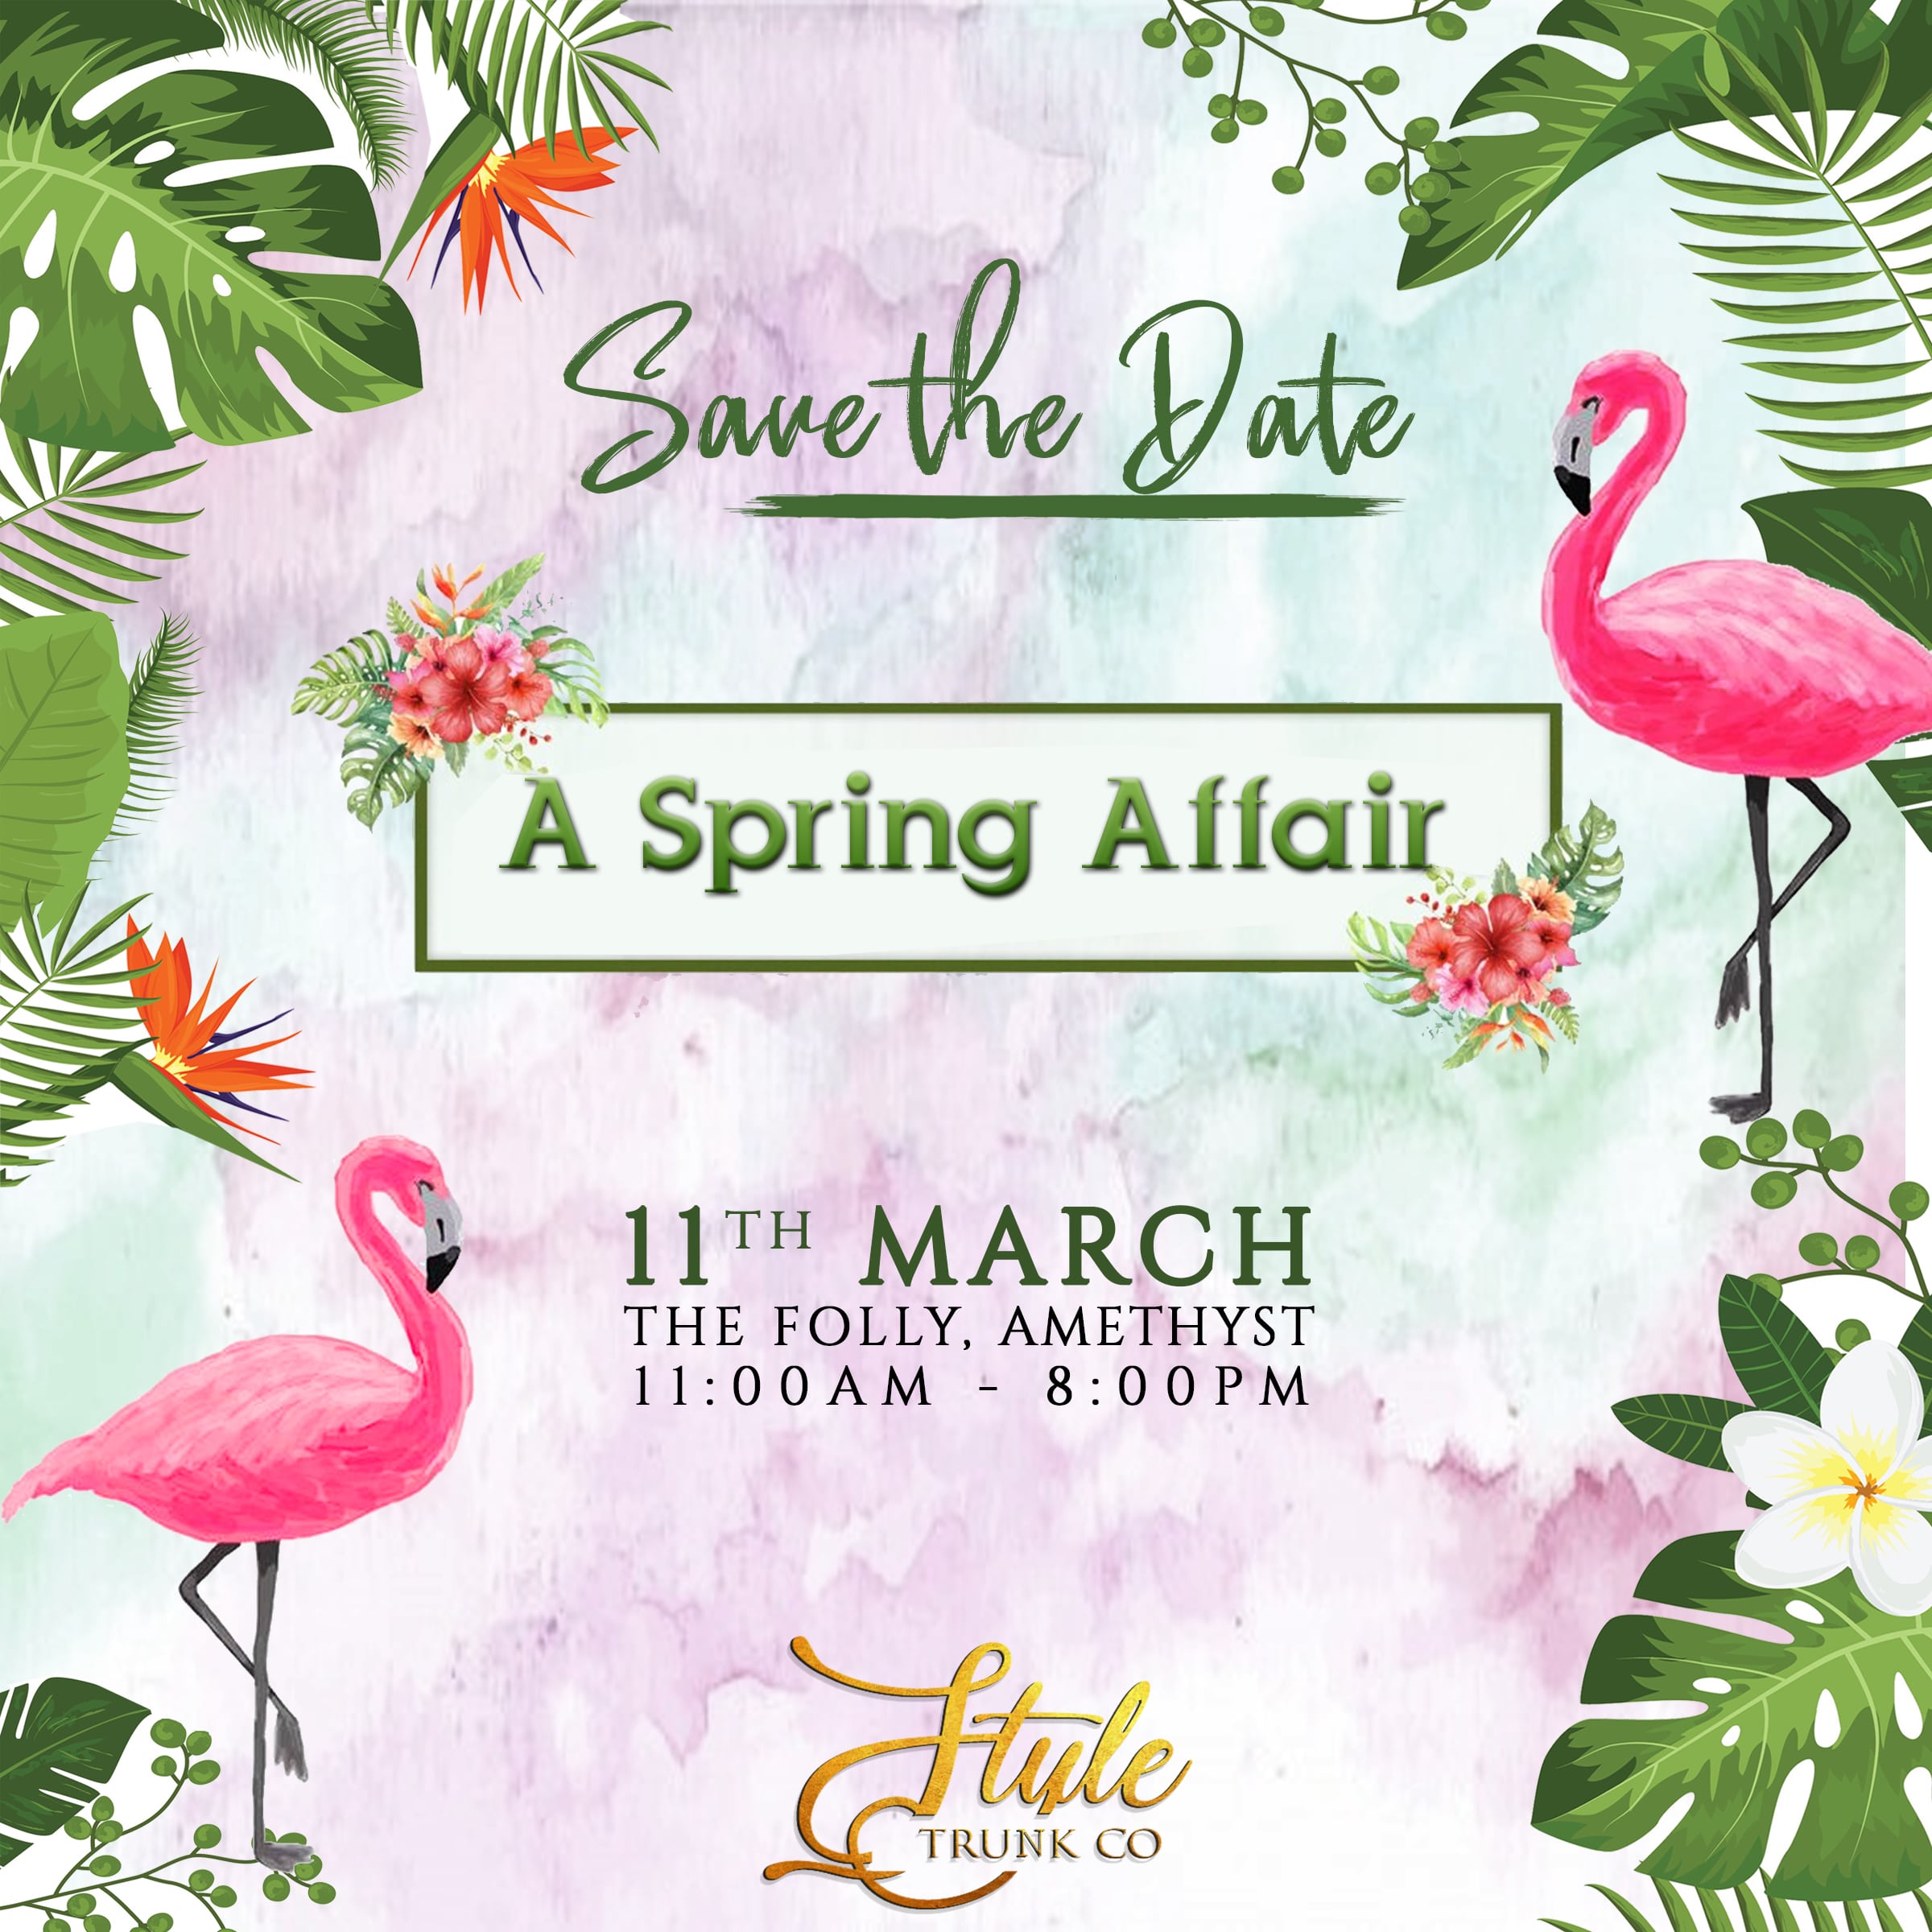 Save the Date
A Spring Affair
11TH MARCH
THE FOLLY, AMETHYST
11:00AM - 8:00PM
Style
TRUNK CO